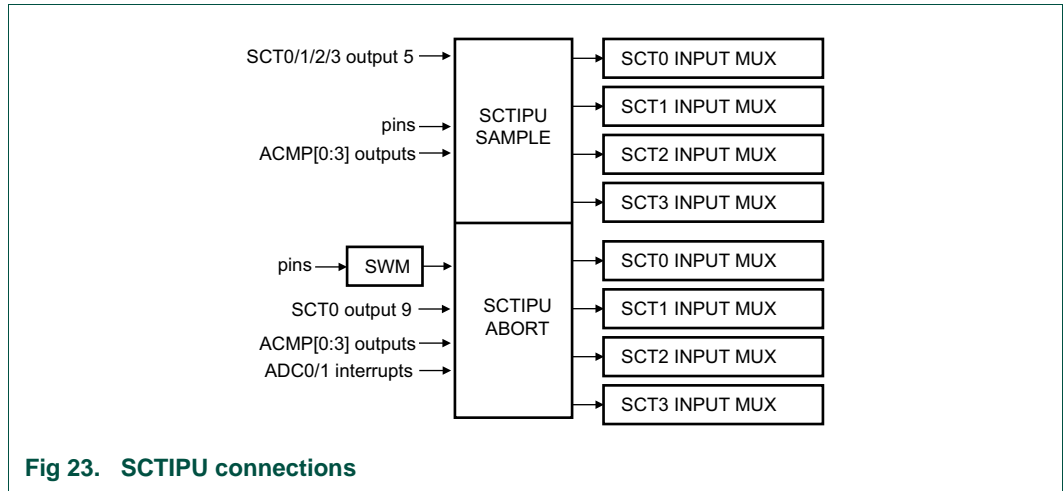 SCT0/1/2/3 output 5
pins
ACMP[0:3] outputs
SCTIPU
SAMPLE
SCT0 INPUT MUX
SCT1 INPUT MUX
SCT2 INPUT MUX
SCT3 INPUT MUX
pins
SWM
SCT0 output 9
ACMP[0:3] outputs
ADC0/1 interrupts
SCTIPU
ABORT
SCT0 INPUT MUX
SCT1 INPUT MUX
SCT2 INPUT MUX
SCT3 INPUT MUX
Fig 23. SCTIPU connections